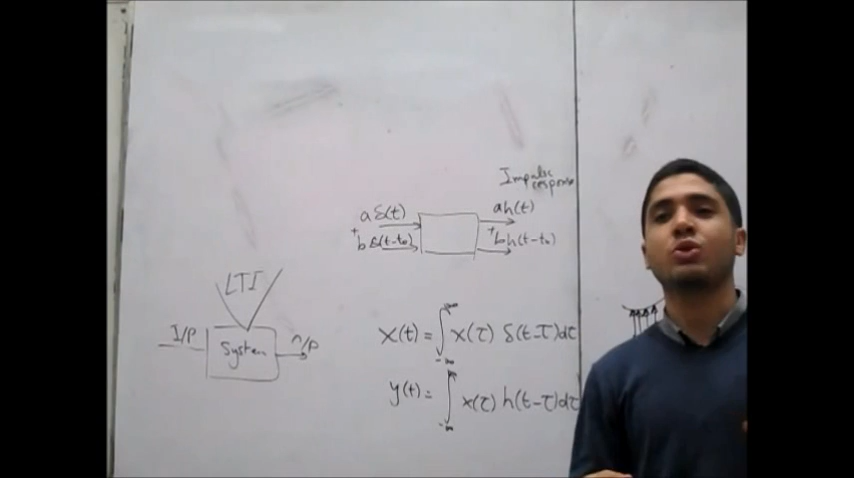 Impulse
response
aδ(t) ah(t)
+ bδ(t-t₀) + bh(t-t₀)
LTI
I/P System O/P
x(t) = ∫_{-∞}^{+∞} x(τ) δ(t-τ)dτ
y(t) = ∫_{-∞}^{∞} x(τ) h(t-τ)dτ